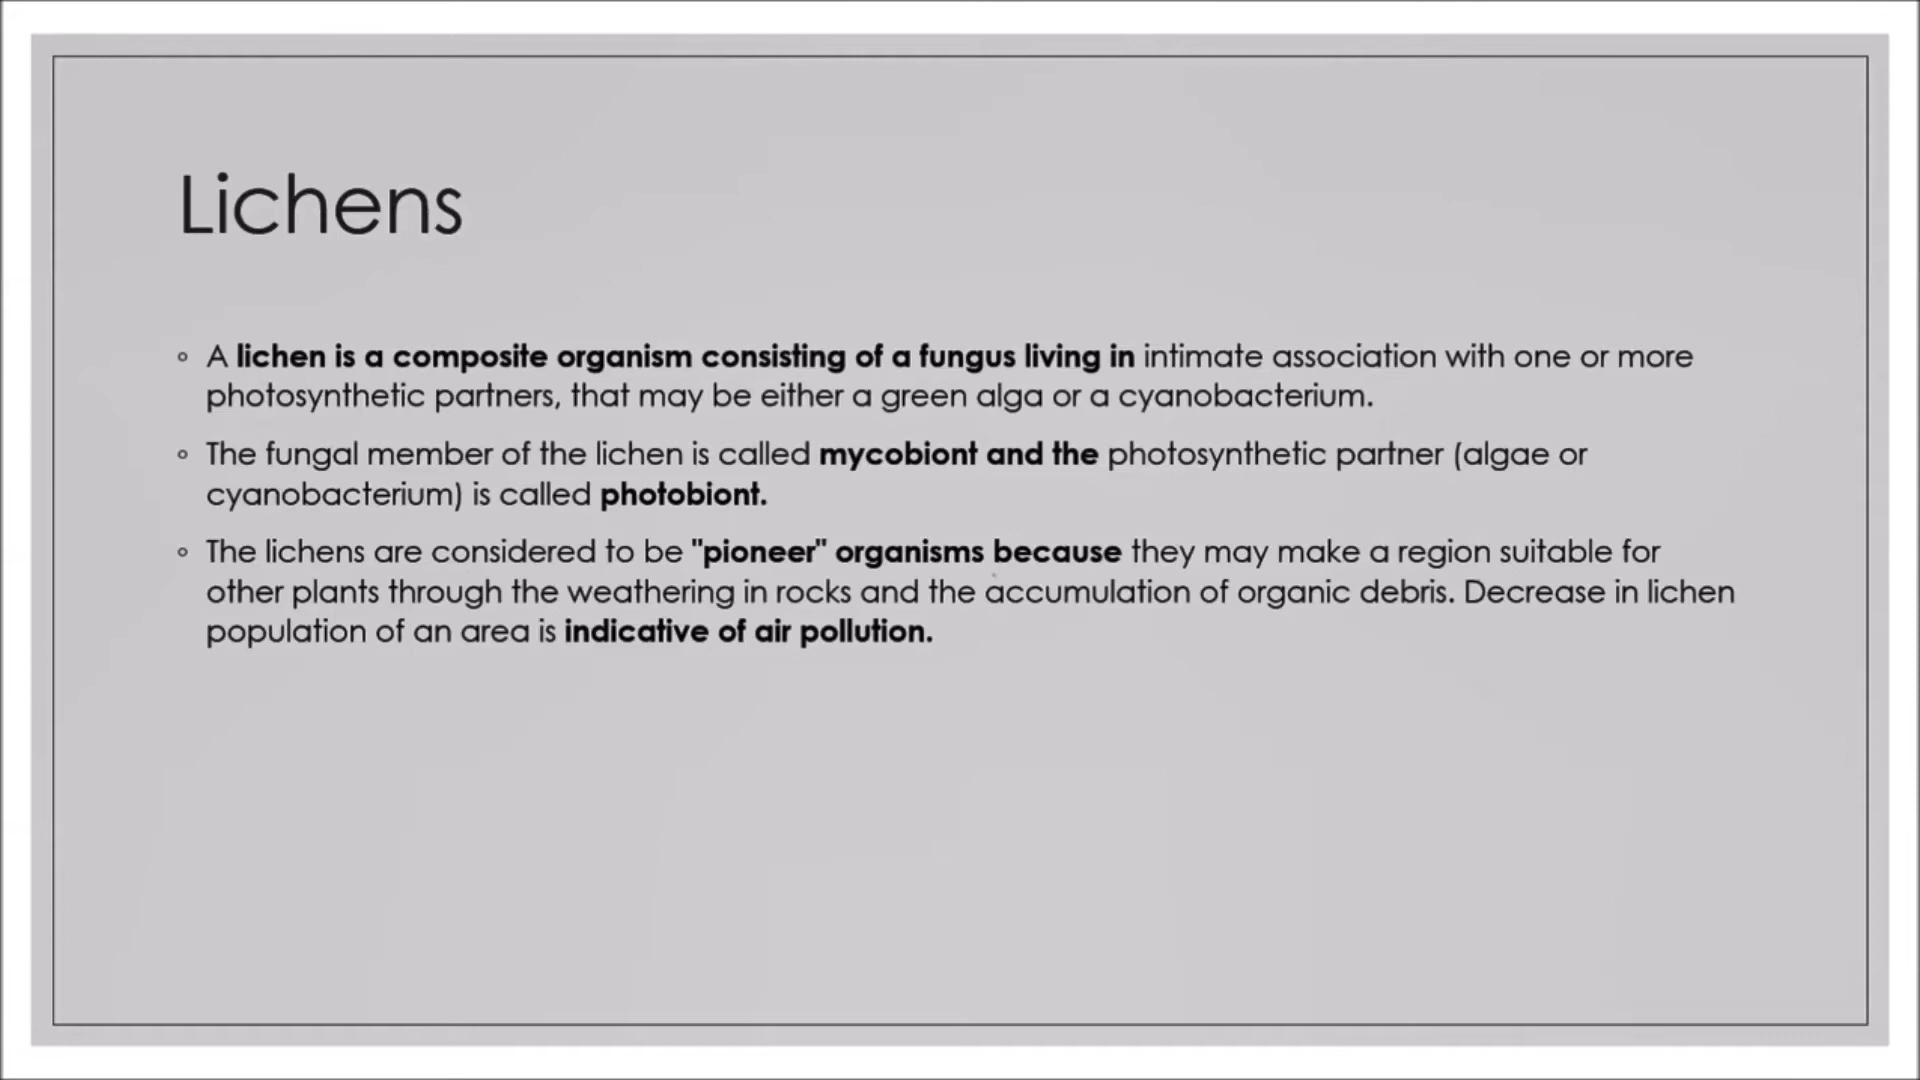 Lichens
◦ A lichen is a composite organism consisting of a fungus living in intimate association with one or more
photosynthetic partners, that may be either a green alga or a cyanobacterium.
◦ The fungal member of the lichen is called mycobiont and the photosynthetic partner (algae or
cyanobacterium) is called photobiont.
◦ The lichens are considered to be "pioneer" organisms because they may make a region suitable for
other plants through the weathering in rocks and the accumulation of organic debris. Decrease in lichen
population of an area is indicative of air pollution.